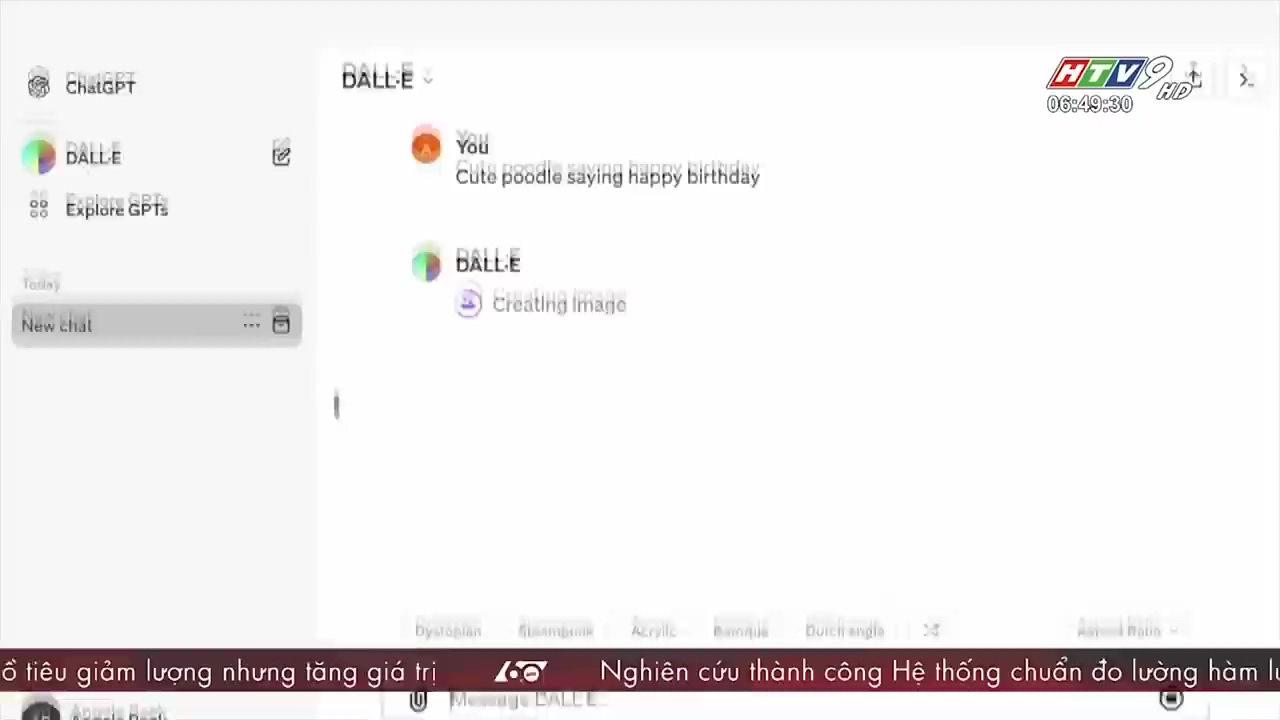 HTV9 HD
06:49:30
ChatGPT
DALL·E
Explore GPTs
Today
New chat
DALL·E
You
Cute poodle saying happy birthday
DALL·E
Creating image
Dystopian
Steampunk
Acrylic
Baroque
Dutch angle
Aspect Ratio
ồ tiêu giảm lượng nhưng tăng giá trị
60
Nghiên cứu thành công Hệ thống chuẩn đo lường hàm lư
Message DALL·E...